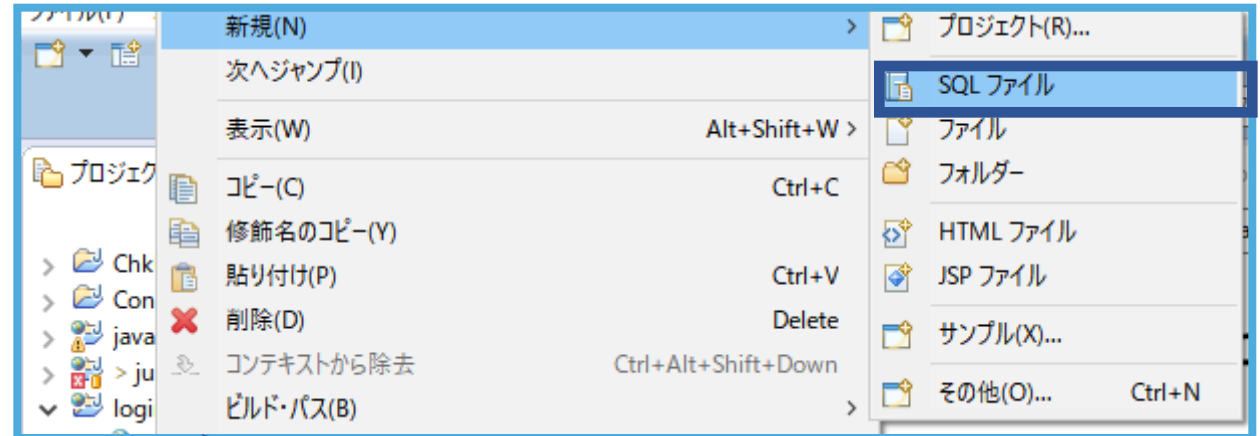 ファイル(F)
新規(N) >
次へジャンプ(I)
表示(W) Alt+Shift+W >
コピー(C) Ctrl+C
修飾名のコピー(Y)
貼り付け(P) Ctrl+V
削除(D) Delete
コンテキストから除去 Ctrl+Alt+Shift+Down
ビルド・パス(B) >
プロジェクト(R)...
SQL ファイル
ファイル
フォルダー
HTML ファイル
JSP ファイル
サンプル(X)...
その他(O)... Ctrl+N
プロジェク
> Chk
> Con
> java
> > ju
logi